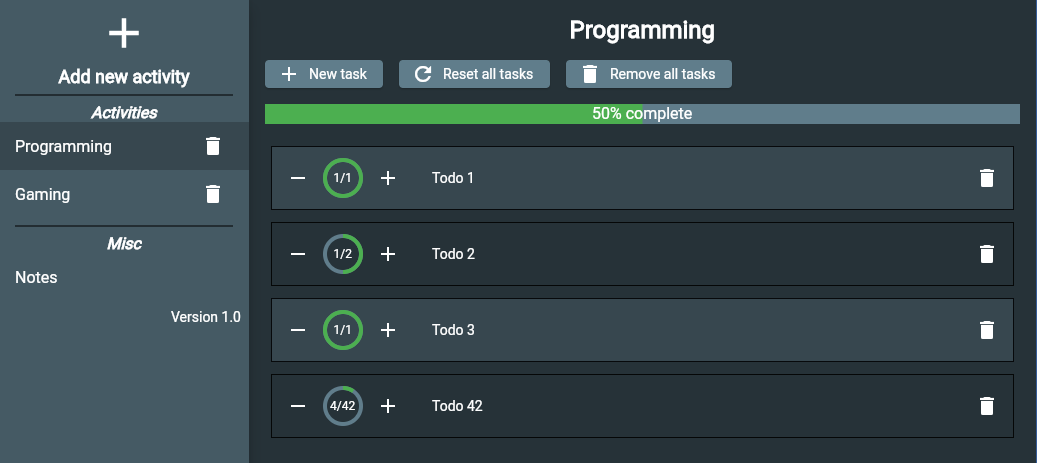 Add new activity
Activities
Programming
Gaming
Misc
Notes
Version 1.0
Programming
New task Reset all tasks Remove all tasks
50% complete
1/1 Todo 1
1/2 Todo 2
1/1 Todo 3
4/42 Todo 42